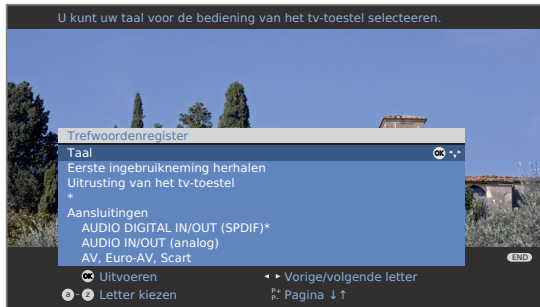 U kunt uw taal voor de bediening van het tv-toestel selecteren.
Trefwoordenregister
Taal OK
Eerste ingebruikneming herhalen
Uitrusting van het tv-toestel
*
Aansluitingen
AUDIO DIGITAL IN/OUT (SPDIF)*
AUDIO IN/OUT (analog)
AV, Euro-AV, Scart
END
OK Uitvoeren
Vorige/volgende letter
a - z Letter kiezen
P+ P- Pagina ↓↑